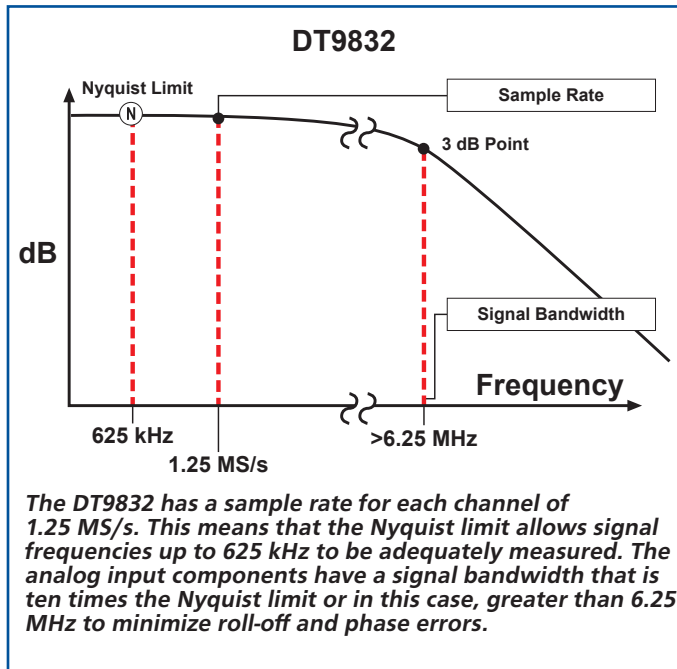 DT9832
Nyquist Limit
N
Sample Rate
3 dB Point
dB
Signal Bandwidth
Frequency
625 kHz
1.25 MS/s
>6.25 MHz
The DT9832 has a sample rate for each channel of
1.25 MS/s. This means that the Nyquist limit allows signal
frequencies up to 625 kHz to be adequately measured. The
analog input components have a signal bandwidth that is
ten times the Nyquist limit or in this case, greater than 6.25
MHz to minimize roll-off and phase errors.